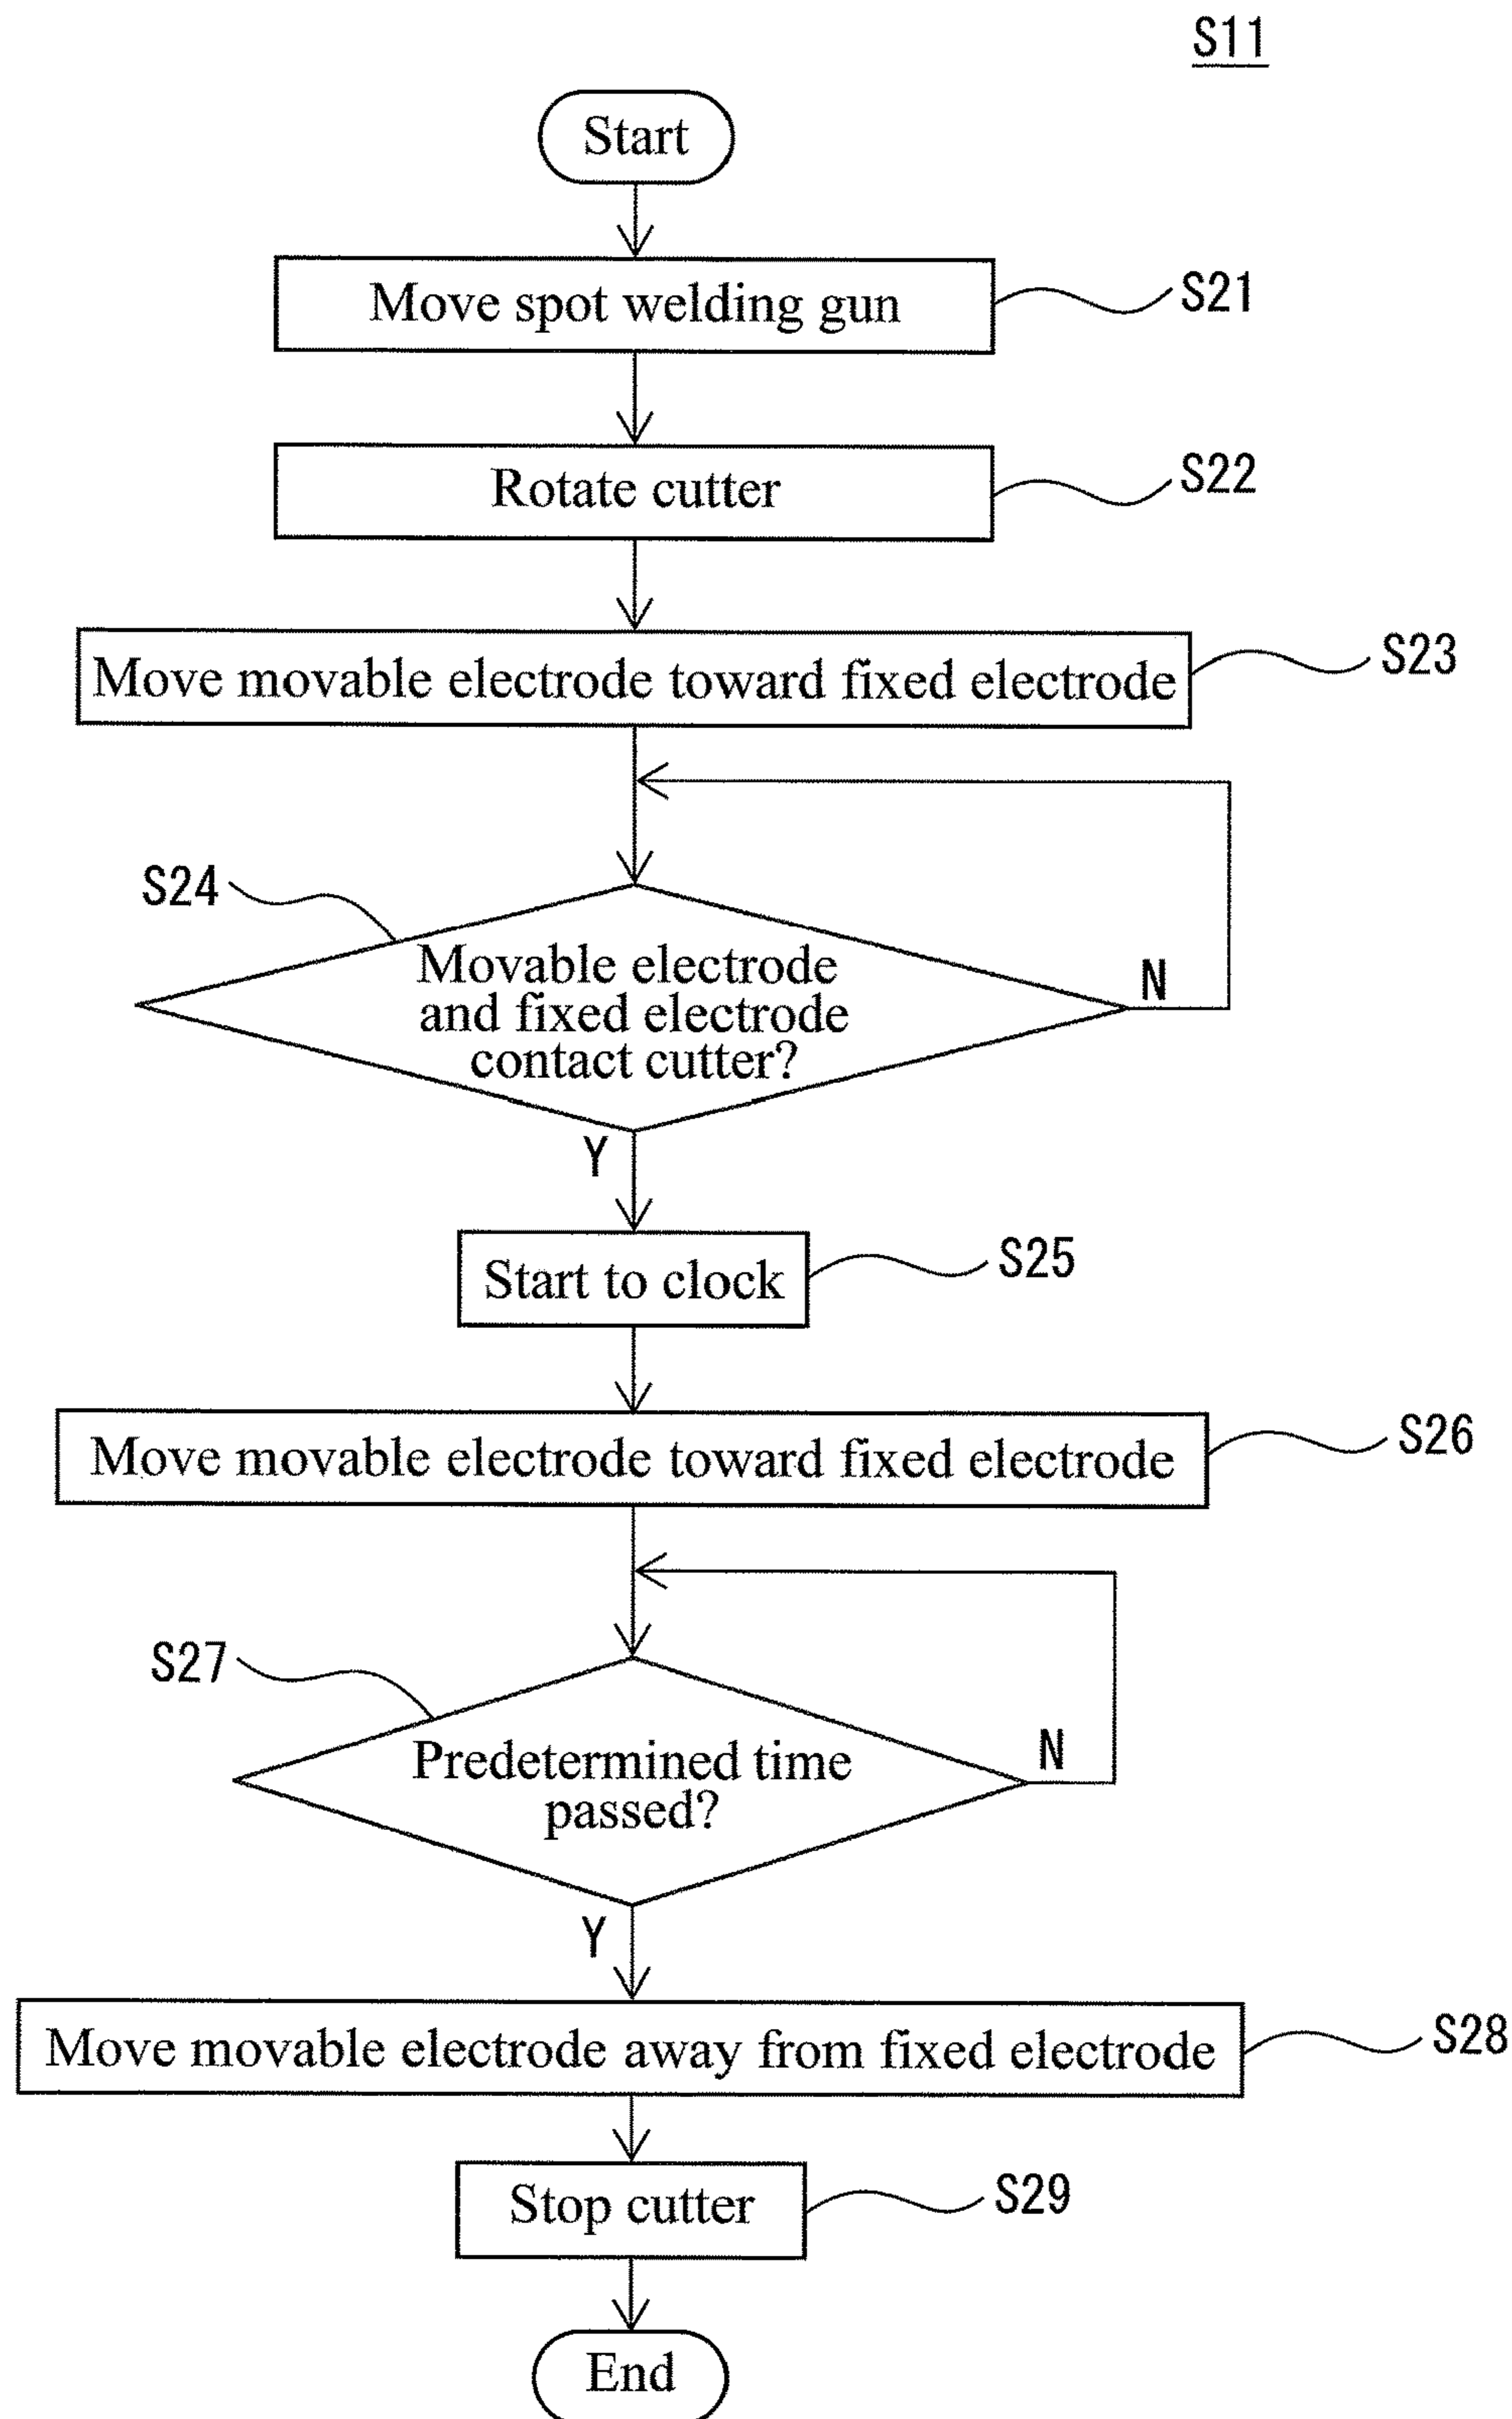 S11
Start
Move spot welding gun
S21
Rotate cutter
S22
Move movable electrode toward fixed electrode
S23
S24
Movable electrode
and fixed electrode
contact cutter?
N
Y
Start to clock
S25
Move movable electrode toward fixed electrode
S26
S27
Predetermined time
passed?
N
Y
Move movable electrode away from fixed electrode
S28
Stop cutter
S29
End